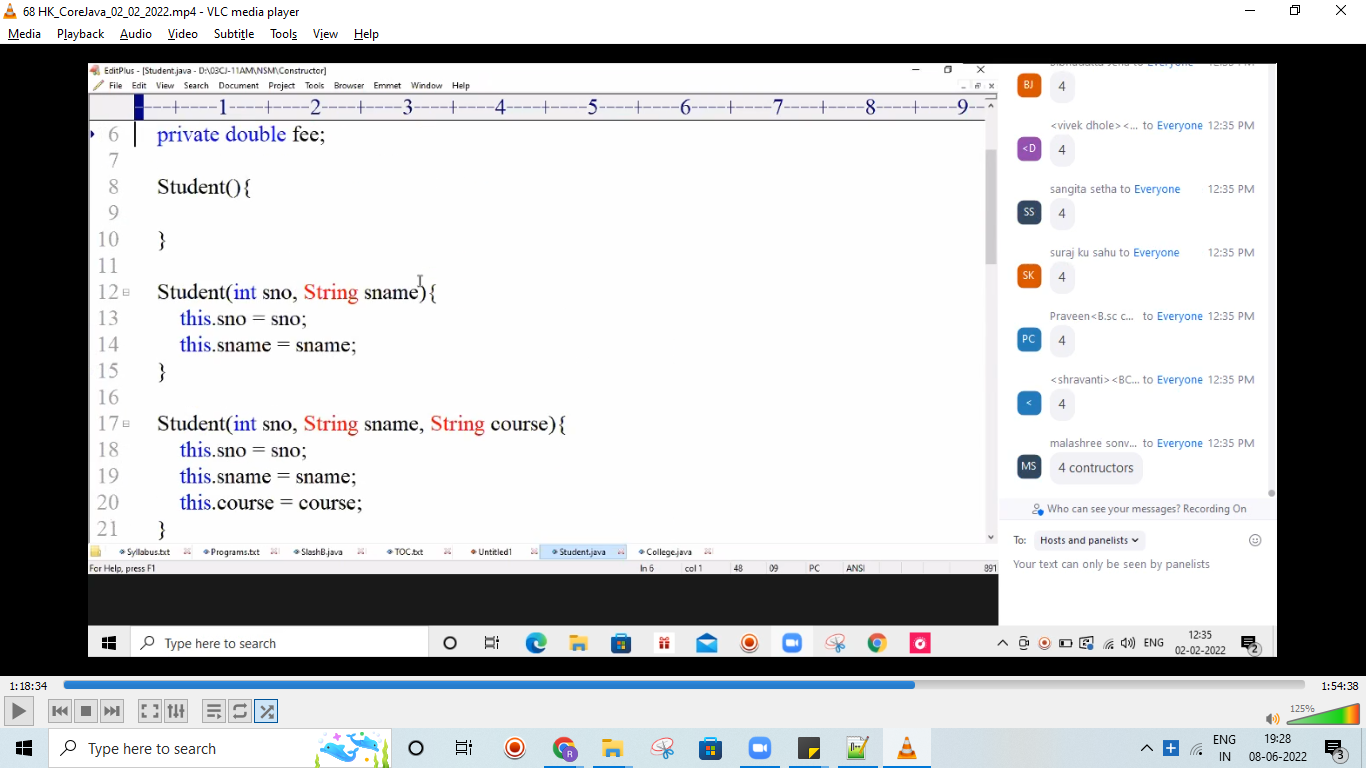 68 HK_CoreJava_02_02_2022.mp4 - VLC media player
Media Playback Audio Video Subtitle Tools View Help
EditPlus - [Student.java - D:\03CJ-11AM\NSM\Constructor]
File Edit View Search Document Project Tools Browser Emmet Window Help
----+----1----+----2----+----3----+----4----+----5----+----6----+----7----+----8----+----9--
6 private double fee;
7
8 Student(){
9
10 }
11
12 Student(int sno, String sname){
13 this.sno = sno;
14 this.sname = sname;
15 }
16
17 Student(int sno, String sname, String course){
18 this.sno = sno;
19 this.sname = sname;
20 this.course = course;
21 }
Syllabus.txt Programs.txt SlashB.java TOC.txt Untitled1 Student.java College.java
For Help, press F1 ln 6 col 1 48 09 PC ANSI 891
BJ 4
<vivek dhole><... to Everyone 12:35 PM
<D 4
sangita setha to Everyone 12:35 PM
SS 4
suraj ku sahu to Everyone 12:35 PM
SK 4
Praveen<B.sc c... to Everyone 12:35 PM
PC 4
<shravanti><BC... to Everyone 12:35 PM
< 4
malashree sonv... to Everyone 12:35 PM
MS 4 contructors
Who can see your messages? Recording On
To: Hosts and panelists
Your text can only be seen by panelists
Type here to search ENG 12:35
02-02-2022 2
1:18:34 1:54:38
125%
Type here to search ENG 19:28
IN 08-06-2022 3